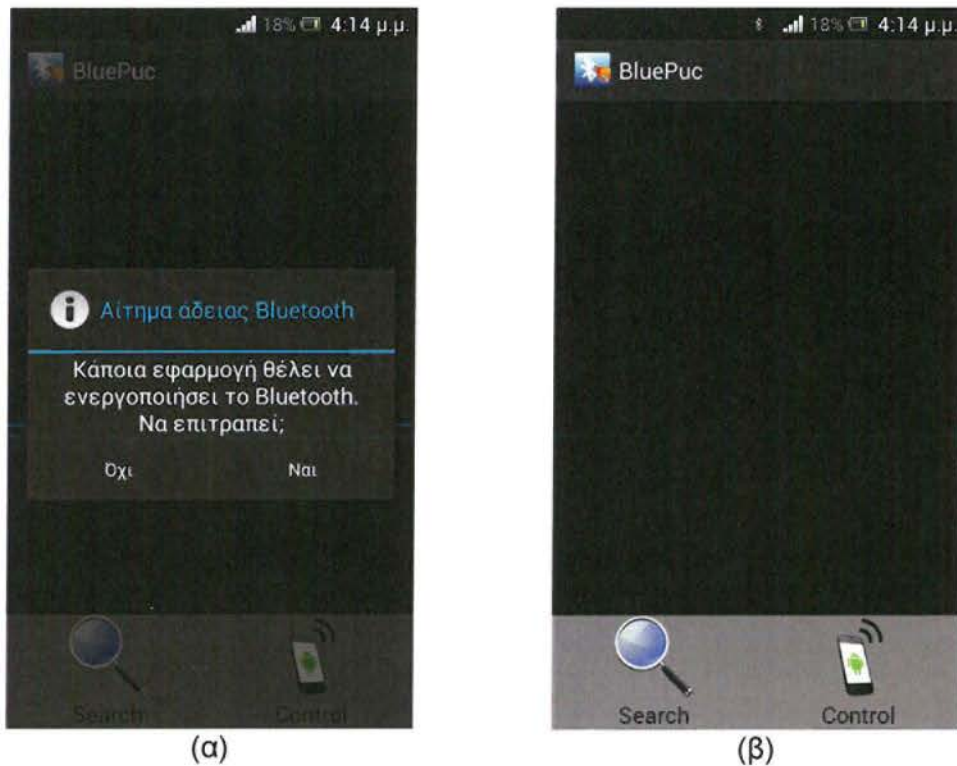 18% 4:14 μ.μ.
BluePuc
Αίτημα άδειας Bluetooth
Κάποια εφαρμογή θέλει να
ενεργοποιήσει το Bluetooth.
Να επιτραπεί;
Όχι Ναι
Search Control
(α)
18% 4:14 μ.μ.
BluePuc
Search Control
(β)